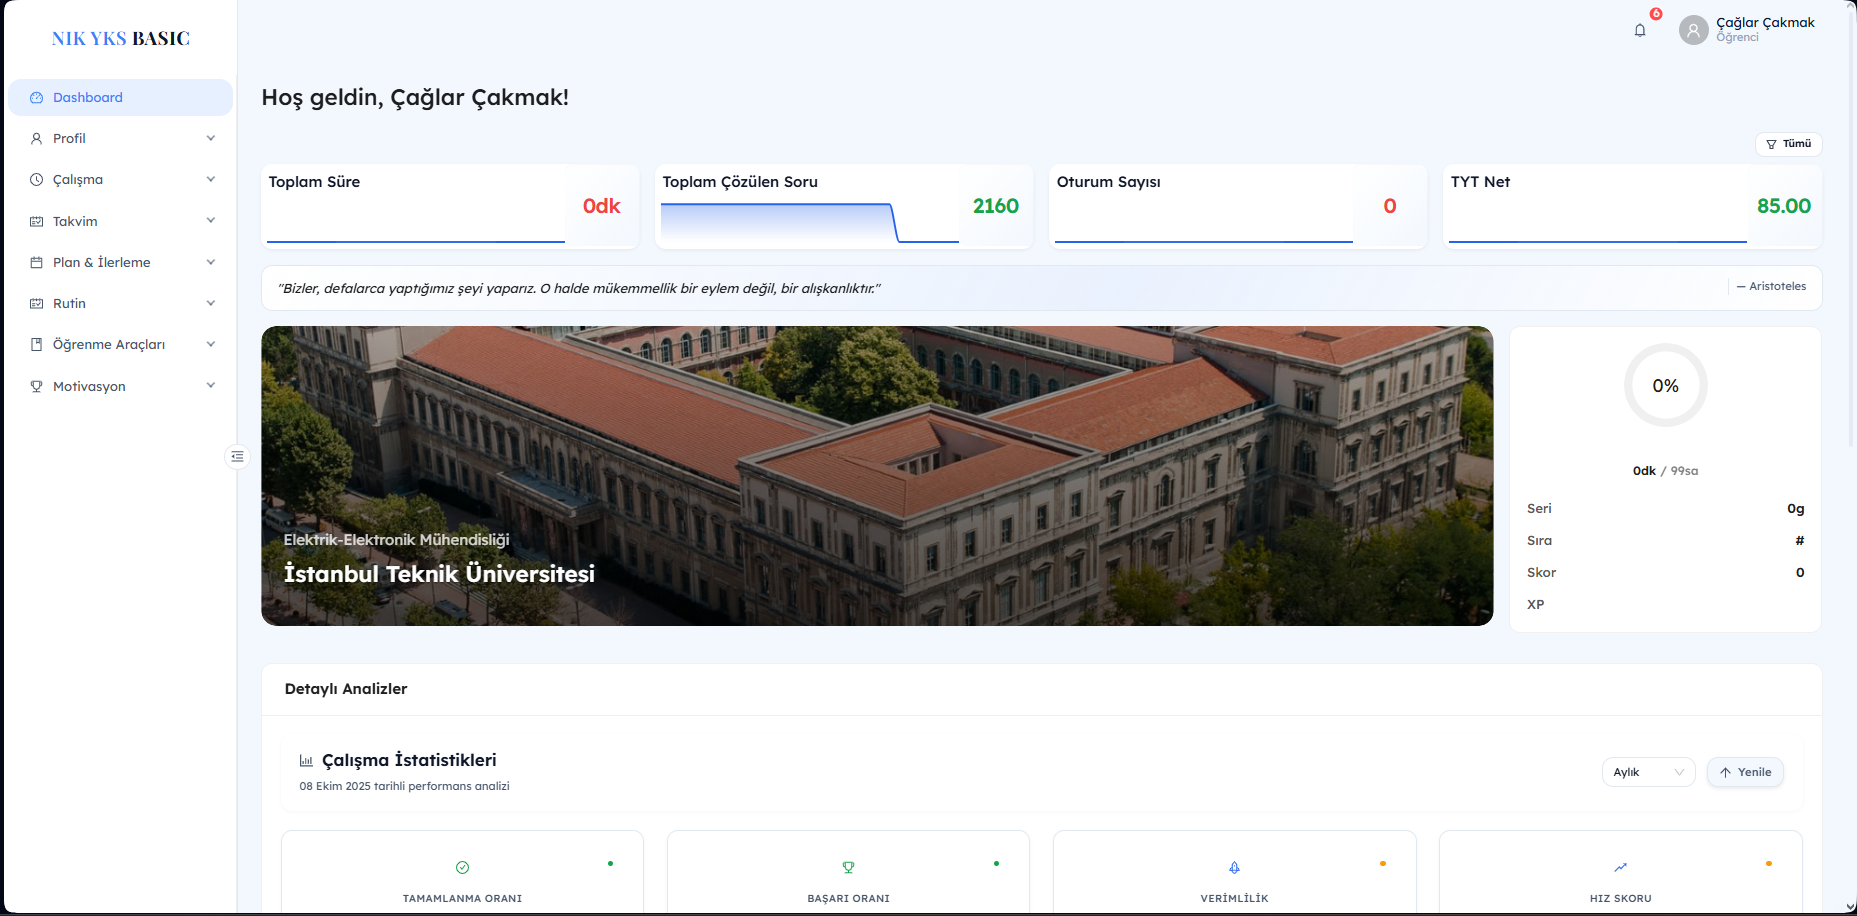 NIK YKS BASIC
6
Çağlar Çakmak
Öğrenci
Dashboard
Profil
Çalışma
Takvim
Plan & İlerleme
Rutin
Öğrenme Araçları
Motivasyon
Hoş geldin, Çağlar Çakmak!
Tümü
Toplam Süre
0dk
Toplam Çözülen Soru
2160
Oturum Sayısı
0
TYT Net
85.00
"Bizler, defalarca yaptığımız şeyi yaparız. O halde mükemmellik bir eylem değil, bir alışkanlıktır."
— Aristoteles
Elektrik-Elektronik Mühendisliği
İstanbul Teknik Üniversitesi
0%
0dk / 99sa
Seri 0g
Sıra #
Skor 0
XP
Detaylı Analizler
Çalışma İstatistikleri
08 Ekim 2025 tarihli performans analizi
Aylık
Yenile
TAMAMLANMA ORANI
BAŞARI ORANI
VERİMLİLİK
HIZ SKORU